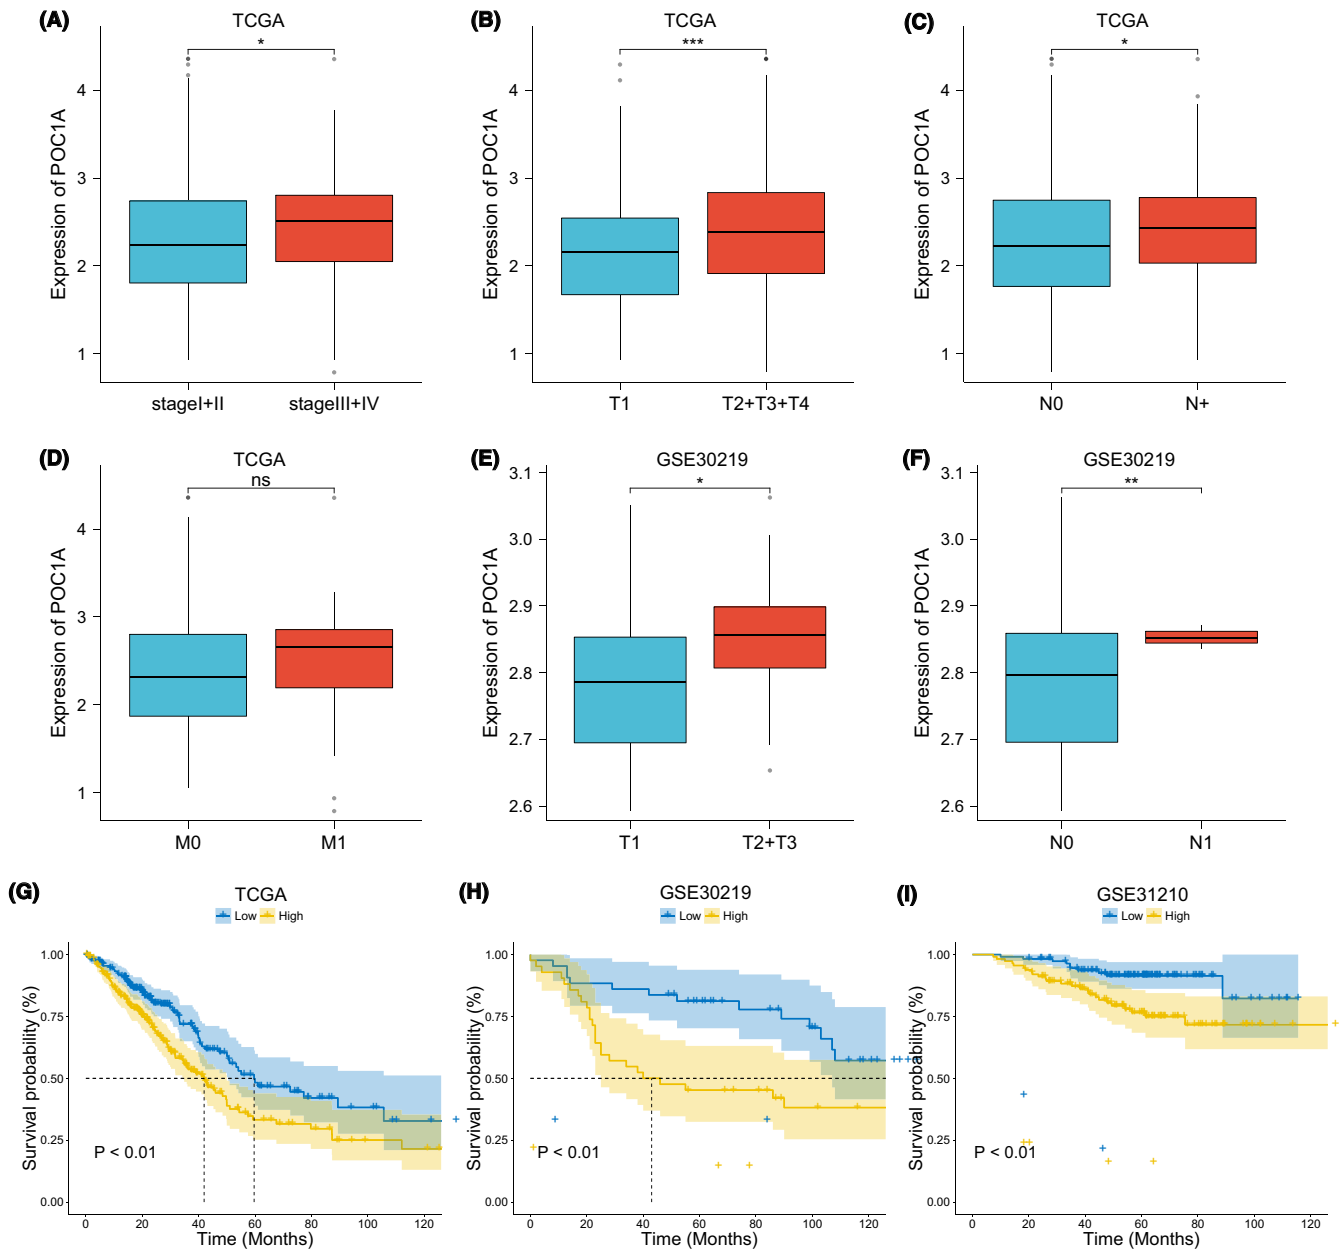 (A)
TCGA
*
Expression of POC1A
4
3
2
1
stageI+II
stageIII+IV
(B)
TCGA
***
Expression of POC1A
4
3
2
1
T1
T2+T3+T4
(C)
TCGA
*
Expression of POC1A
4
3
2
1
N0
N+
(D)
TCGA
ns
Expression of POC1A
4
3
2
1
M0
M1
(E)
GSE30219
*
Expression of POC1A
3.1
3.0
2.9
2.8
2.7
2.6
T1
T2+T3
(F)
GSE30219
**
Expression of POC1A
3.1
3.0
2.9
2.8
2.7
2.6
N0
N1
(G)
TCGA
Low High
Survival probability (%)
1.00
0.75
0.50
0.25
0.00
P < 0.01
0 20 40 60 80 100 120
Time (Months)
(H)
GSE30219
Low High
Survival probability (%)
1.00
0.75
0.50
0.25
0.00
P < 0.01
0 20 40 60 80 100 120
Time (Months)
(I)
GSE31210
Low High
Survival probability (%)
1.00
0.75
0.50
0.25
0.00
P < 0.01
0 20 40 60 80 100 120
Time (Months)